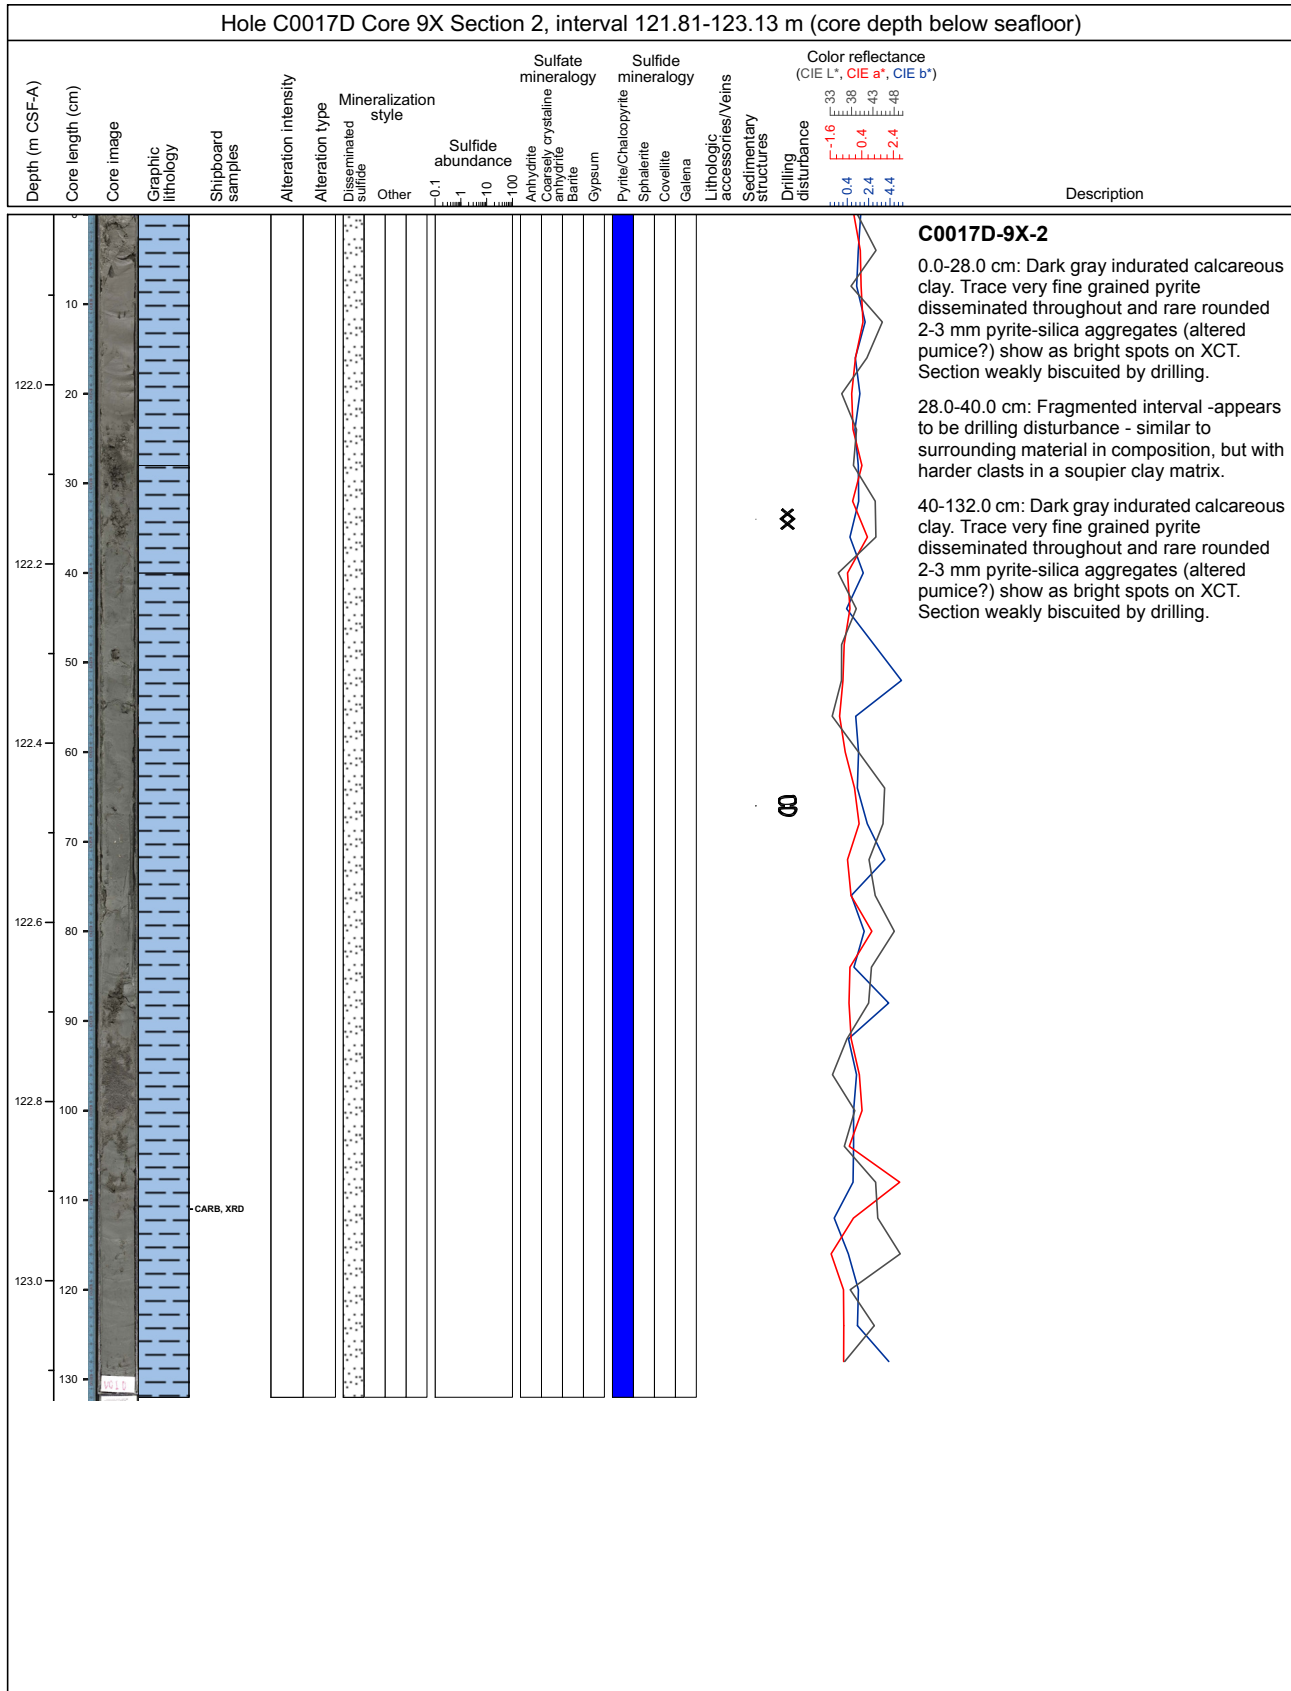 Hole C0017D Core 9X Section 2, interval 121.81-123.13 m (core depth below seafloor)
Depth (m CSF-A)
Core length (cm)
Core image
Graphic
lithology
Shipboard
samples
Alteration intensity
Alteration type
Mineralization
style
Disseminated
sulfide
Other
Sulfide
abundance
0.1
1
10
100
Sulfate
mineralogy
Anhydrite
Coarsely crystaline
anhydrite
Barite
Gypsum
Sulfide
mineralogy
Pyrite/Chalcopyrite
Sphalerite
Covellite
Galena
Lithologic
accessories/Veins
Sedimentary
structures
Drilling
disturbance
Color reflectance
(CIE L*, CIE a*, CIE b*)
33 38 43 48
-1.6 0.4 2.4
0.4 2.4 4.4
Description
0
10
20
30
40
50
60
70
80
90
100
110
120
130
122.0
122.2
122.4
122.6
122.8
123.0
CARB, XRD
C0017D-9X-2
0.0-28.0 cm: Dark gray indurated calcareous
clay. Trace very fine grained pyrite
disseminated throughout and rare rounded
2-3 mm pyrite-silica aggregates (altered
pumice?) show as bright spots on XCT.
Section weakly biscuited by drilling.
28.0-40.0 cm: Fragmented interval -appears
to be drilling disturbance - similar to
surrounding material in composition, but with
harder clasts in a soupier clay matrix.
40-132.0 cm: Dark gray indurated calcareous
clay. Trace very fine grained pyrite
disseminated throughout and rare rounded
2-3 mm pyrite-silica aggregates (altered
pumice?) show as bright spots on XCT.
Section weakly biscuited by drilling.